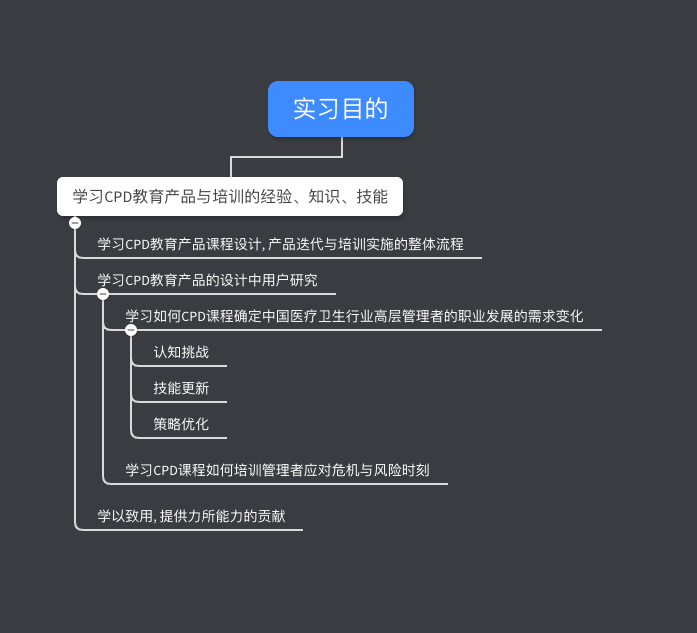 实习目的
学习CPD教育产品与培训的经验、知识、技能
学习CPD教育产品课程设计, 产品迭代与培训实施的整体流程
学习CPD教育产品的设计中用户研究
学习如何CPD课程确定中国医疗卫生行业高层管理者的职业发展的需求变化
认知挑战
技能更新
策略优化
学习CPD课程如何培训管理者应对危机与风险时刻
学以致用, 提供力所能力的贡献